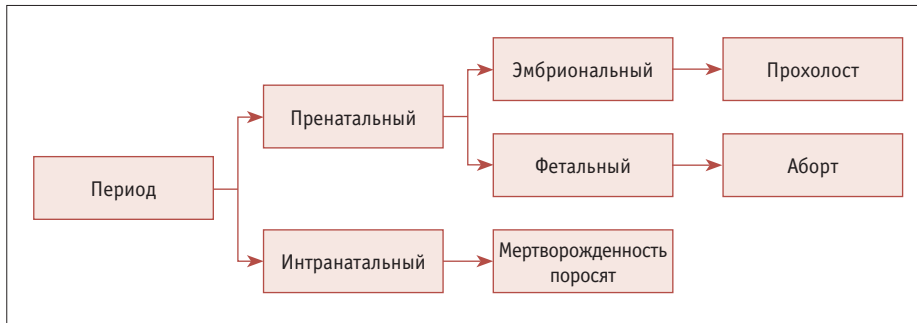 Эмбриональный
Прохолост
Пренатальный
Фетальный
Аборт
Период
Интранатальный
Мертворожденность
поросят